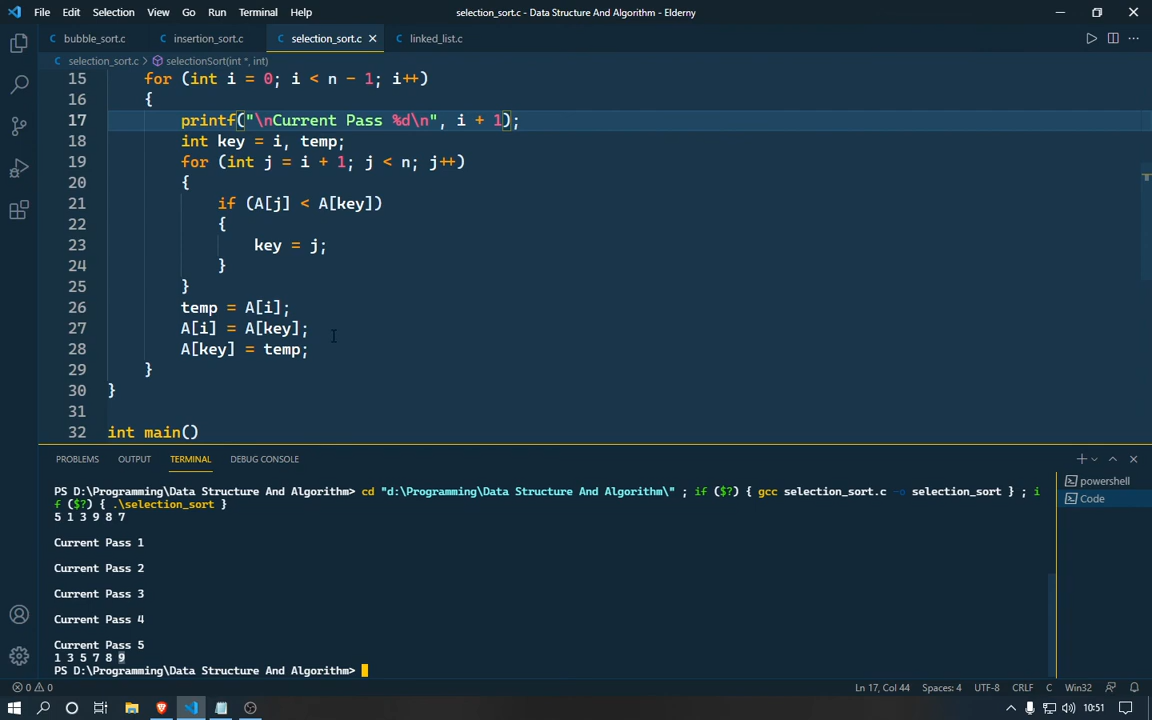 File Edit Selection View Go Run Terminal Help selection_sort.c - Data Structure And Algorithm - Elderny
bubble_sort.c insertion_sort.c selection_sort.c linked_list.c
selection_sort.c > selectionSort(int *, int)
15 for (int i = 0; i < n - 1; i++)
16 {
17 printf("\nCurrent Pass %d\n", i + 1);
18 int key = i, temp;
19 for (int j = i + 1; j < n; j++)
20 {
21 if (A[j] < A[key])
22 {
23 key = j;
24 }
25 }
26 temp = A[i];
27 A[i] = A[key];
28 A[key] = temp;
29 }
30 }
31
32 int main()
PROBLEMS OUTPUT TERMINAL DEBUG CONSOLE
PS D:\Programming\Data Structure And Algorithm> cd "d:\Programming\Data Structure And Algorithm\" ; if ($?) { gcc selection_sort.c -o selection_sort } ; i
f ($?) { .\selection_sort }
5 1 3 9 8 7
Current Pass 1
Current Pass 2
Current Pass 3
Current Pass 4
Current Pass 5
1 3 5 7 8 9
PS D:\Programming\Data Structure And Algorithm>
powershell
Code
0 0 Ln 17, Col 44 Spaces: 4 UTF-8 CRLF C Win32
10:51